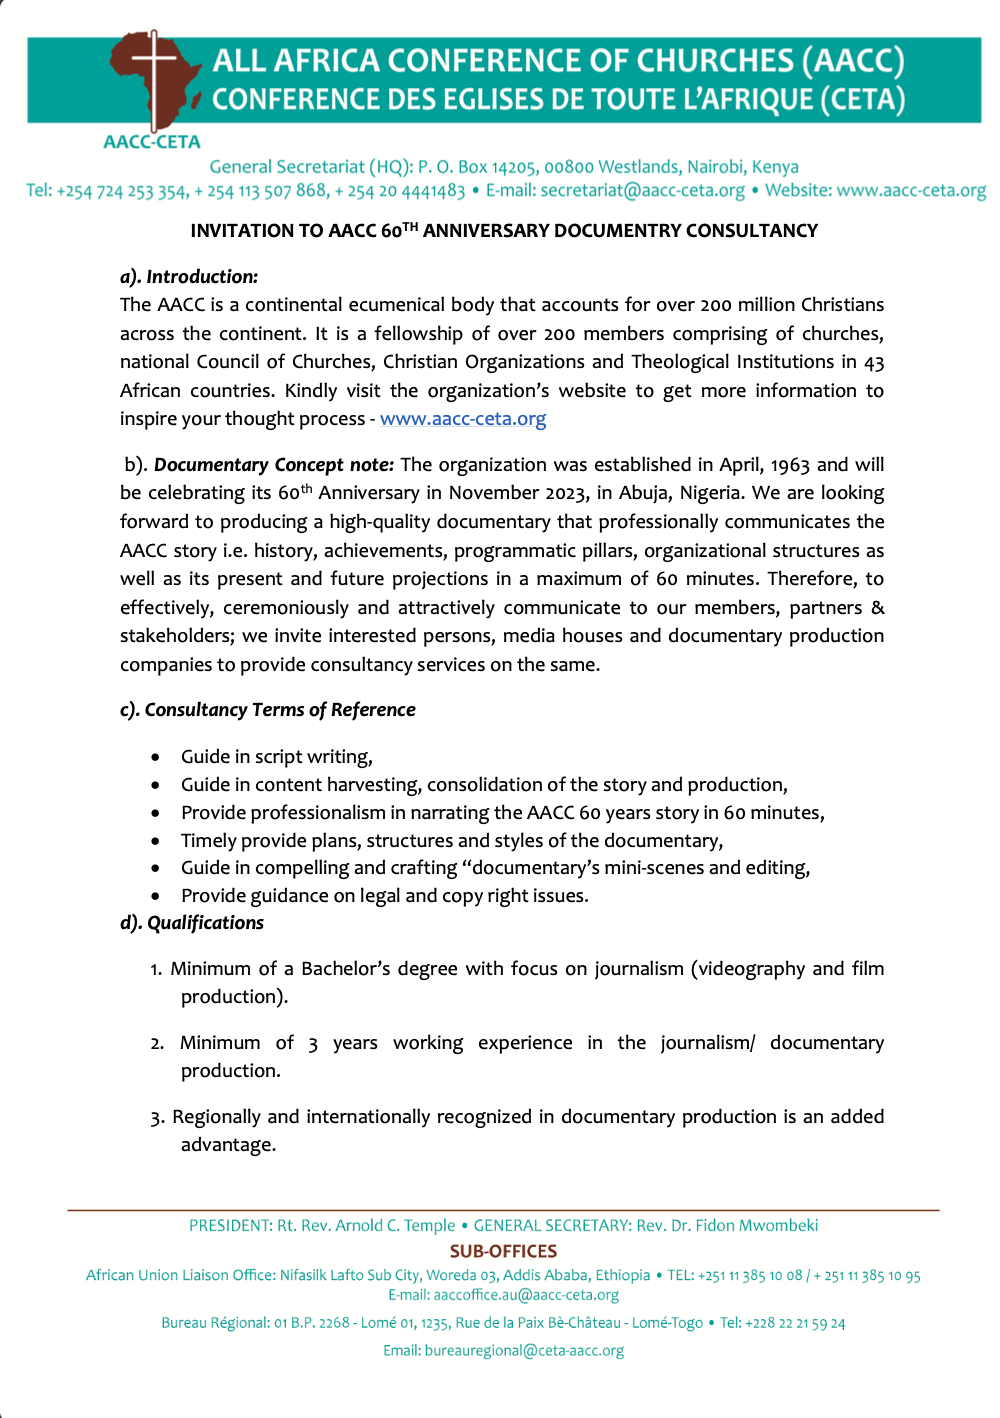 ALL AFRICA CONFERENCE OF CHURCHES (AACC)
CONFERENCE DES EGLISES DE TOUTE L'AFRIQUE (CETA)
AACC-CETA
General Secretariat (HQ): P. O. Box 14205, 00800 Westlands, Nairobi, Kenya
Tel: +254 724 253 354, + 254 113 507 868, + 254 20 4441483 • E-mail: secretariat@aacc-ceta.org • Website: www.aacc-ceta.org
INVITATION TO AACC 60TH ANNIVERSARY DOCUMENTRY CONSULTANCY
a). Introduction:
The AACC is a continental ecumenical body that accounts for over 200 million Christians
across the continent. It is a fellowship of over 200 members comprising of churches,
national Council of Churches, Christian Organizations and Theological Institutions in 43
African countries. Kindly visit the organization’s website to get more information to
inspire your thought process - www.aacc-ceta.org
b). Documentary Concept note: The organization was established in April, 1963 and will
be celebrating its 60th Anniversary in November 2023, in Abuja, Nigeria. We are looking
forward to producing a high-quality documentary that professionally communicates the
AACC story i.e. history, achievements, programmatic pillars, organizational structures as
well as its present and future projections in a maximum of 60 minutes. Therefore, to
effectively, ceremoniously and attractively communicate to our members, partners &
stakeholders; we invite interested persons, media houses and documentary production
companies to provide consultancy services on the same.
c). Consultancy Terms of Reference
• Guide in script writing,
• Guide in content harvesting, consolidation of the story and production,
• Provide professionalism in narrating the AACC 60 years story in 60 minutes,
• Timely provide plans, structures and styles of the documentary,
• Guide in compelling and crafting “documentary’s mini-scenes and editing,
• Provide guidance on legal and copy right issues.
d). Qualifications
1. Minimum of a Bachelor’s degree with focus on journalism (videography and film
production).
2. Minimum of 3 years working experience in the journalism/ documentary
production.
3. Regionally and internationally recognized in documentary production is an added
advantage.
PRESIDENT: Rt. Rev. Arnold C. Temple • GENERAL SECRETARY: Rev. Dr. Fidon Mwombeki
SUB-OFFICES
African Union Liaison Office: Nifasilk Lafto Sub City, Woreda 03, Addis Ababa, Ethiopia • TEL: +251 11 385 10 08 / + 251 11 385 10 95
E-mail: aaccoffice.au@aacc-ceta.org
Bureau Régional: 01 B.P. 2268 - Lomé 01, 1235, Rue de la Paix Bè-Château - Lomé-Togo • Tel: +228 22 21 59 24
Email: bureauregional@ceta-aacc.org